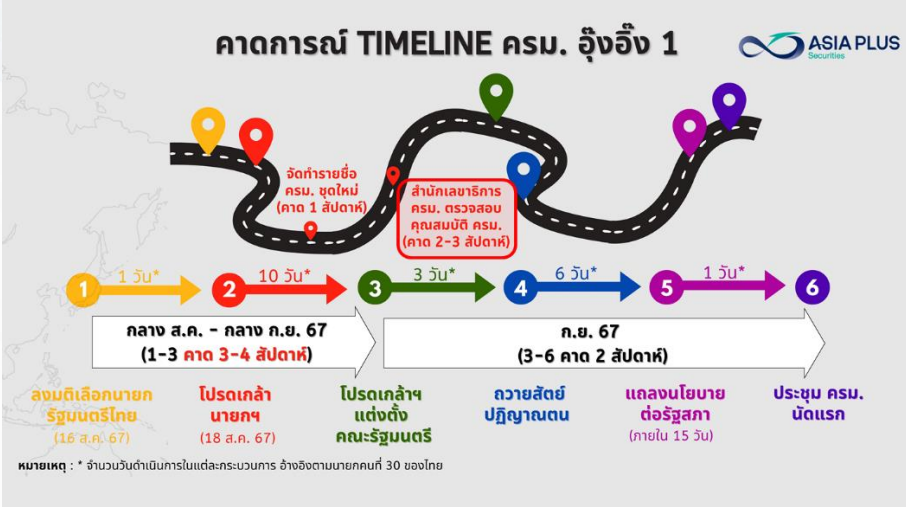 คาดการณ์ TIMELINE ครม. อุ๊งอิ๊ง 1
ASIA PLUS
Securities
จัดทำรายชื่อ
ครม. ชุดใหม่
(คาด 1 สัปดาห์)
สำนักเลขาธิการ
ครม. ตรวจสอบ
คุณสมบัติ ครม.
(คาด 2-3 สัปดาห์)
1 1 วัน* 2 10 วัน* 3 3 วัน* 4 6 วัน* 5 1 วัน* 6
กลาง ส.ค. - กลาง ก.ย. 67
(1-3 คาด 3-4 สัปดาห์)
ก.ย. 67
(3-6 คาด 2 สัปดาห์)
ลงมติเลือกนายก
รัฐมนตรีไทย
(16 ส.ค. 67)
โปรดเกล้า
นายกฯ
(18 ส.ค. 67)
โปรดเกล้าฯ
แต่งตั้ง
คณะรัฐมนตรี
ถวายสัตย์
ปฏิญาณตน
แถลงนโยบาย
ต่อรัฐสภา
(ภายใน 15 วัน)
ประชุม ครม.
นัดแรก
หมายเหตุ : * จำนวนวันดำเนินการในแต่ละกระบวนการ อ้างอิงตามนายกคนที่ 30 ของไทย